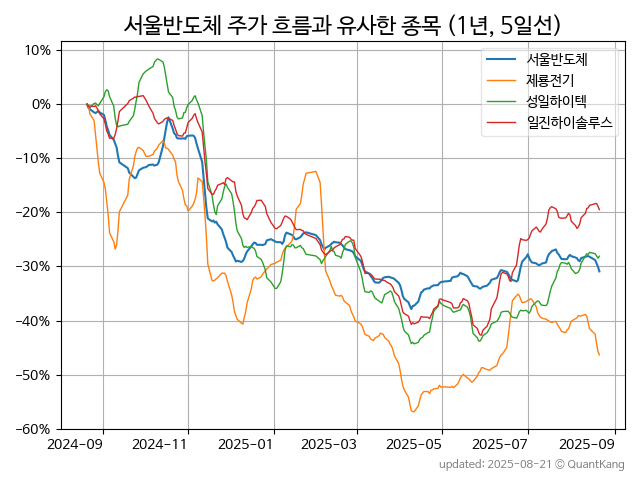 서울반도체 주가 흐름과 유사한 종목 (1년, 5일선)
서울반도체
제룡전기
성일하이텍
일진하이솔루스
10%
0%
−10%
−20%
−30%
−40%
−50%
−60%
2024-09 2024-11 2025-01 2025-03 2025-05 2025-07 2025-09
updated: 2025-08-21 © QuantKang